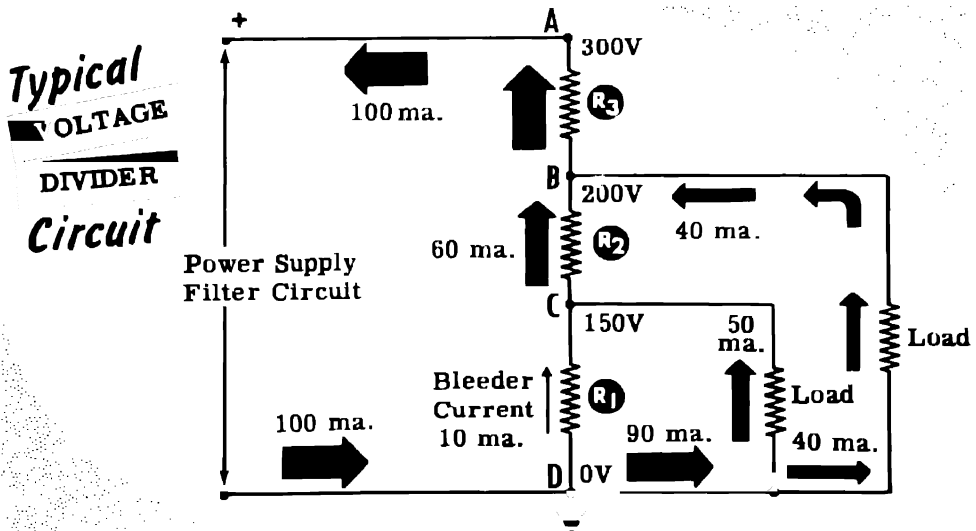 Typical
VOLTAGE
DIVIDER
Circuit
+
A
300V
100 ma.
R3
B
200V
40 ma.
60 ma.
R2
Power Supply
Filter Circuit
C
150V
50
ma.
Load
Bleeder
Current
10 ma.
R1
Load
100 ma.
90 ma.
40 ma.
D
0V